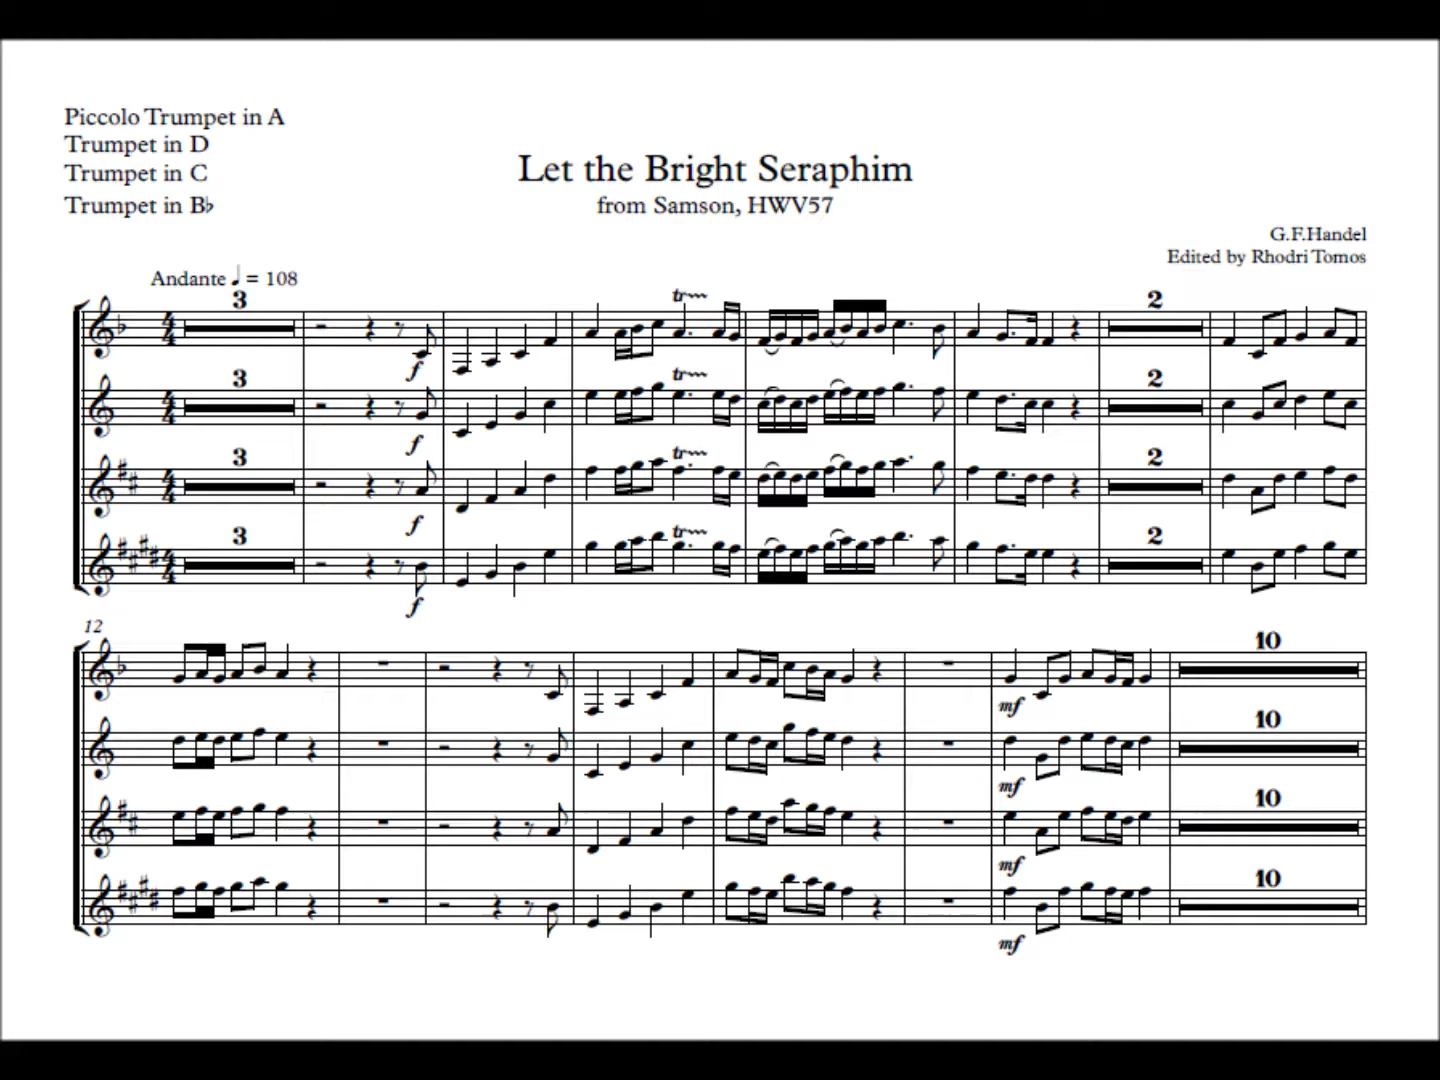 Piccolo Trumpet in A
Trumpet in D
Trumpet in C
Trumpet in B♭
Let the Bright Seraphim
from Samson, HWV57
G.F.Handel
Edited by Rhodri Tomos
Andante ♩ = 108
3 tr 2
f
3 tr 2
f
3 tr 2
f
3 tr 2
f
12
10
mf
10
mf
10
mf
10
mf